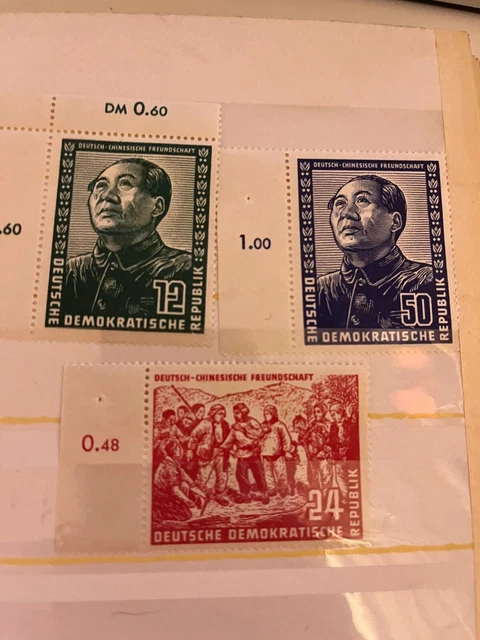 DM 0.60
.60
DEUTSCH-CHINESISCHE FREUNDSCHAFT
12
DEUTSCHE DEMOKRATISCHE REPUBLIK
1.00
DEUTSCH-CHINESISCHE FREUNDSCHAFT
50
DEUTSCHE DEMOKRATISCHE REPUBLIK
0.48
DEUTSCH-CHINESISCHE FREUNDSCHAFT
24
DEUTSCHE DEMOKRATISCHE REPUBLIK